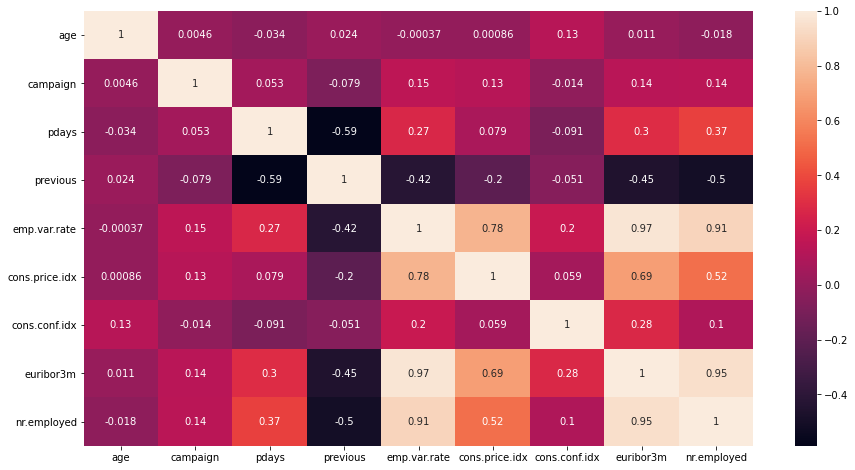 age 1 0.0046 -0.034 0.024 -0.00037 0.00086 0.13 0.011 -0.018
campaign 0.0046 1 0.053 -0.079 0.15 0.13 -0.014 0.14 0.14
pdays -0.034 0.053 1 -0.59 0.27 0.079 -0.091 0.3 0.37
previous 0.024 -0.079 -0.59 1 -0.42 -0.2 -0.051 -0.45 -0.5
emp.var.rate -0.00037 0.15 0.27 -0.42 1 0.78 0.2 0.97 0.91
cons.price.idx 0.00086 0.13 0.079 -0.2 0.78 1 0.059 0.69 0.52
cons.conf.idx 0.13 -0.014 -0.091 -0.051 0.2 0.059 1 0.28 0.1
euribor3m 0.011 0.14 0.3 -0.45 0.97 0.69 0.28 1 0.95
nr.employed -0.018 0.14 0.37 -0.5 0.91 0.52 0.1 0.95 1
age campaign pdays previous emp.var.rate cons.price.idx cons.conf.idx euribor3m nr.employed
1.0
0.8
0.6
0.4
0.2
0.0
-0.2
-0.4